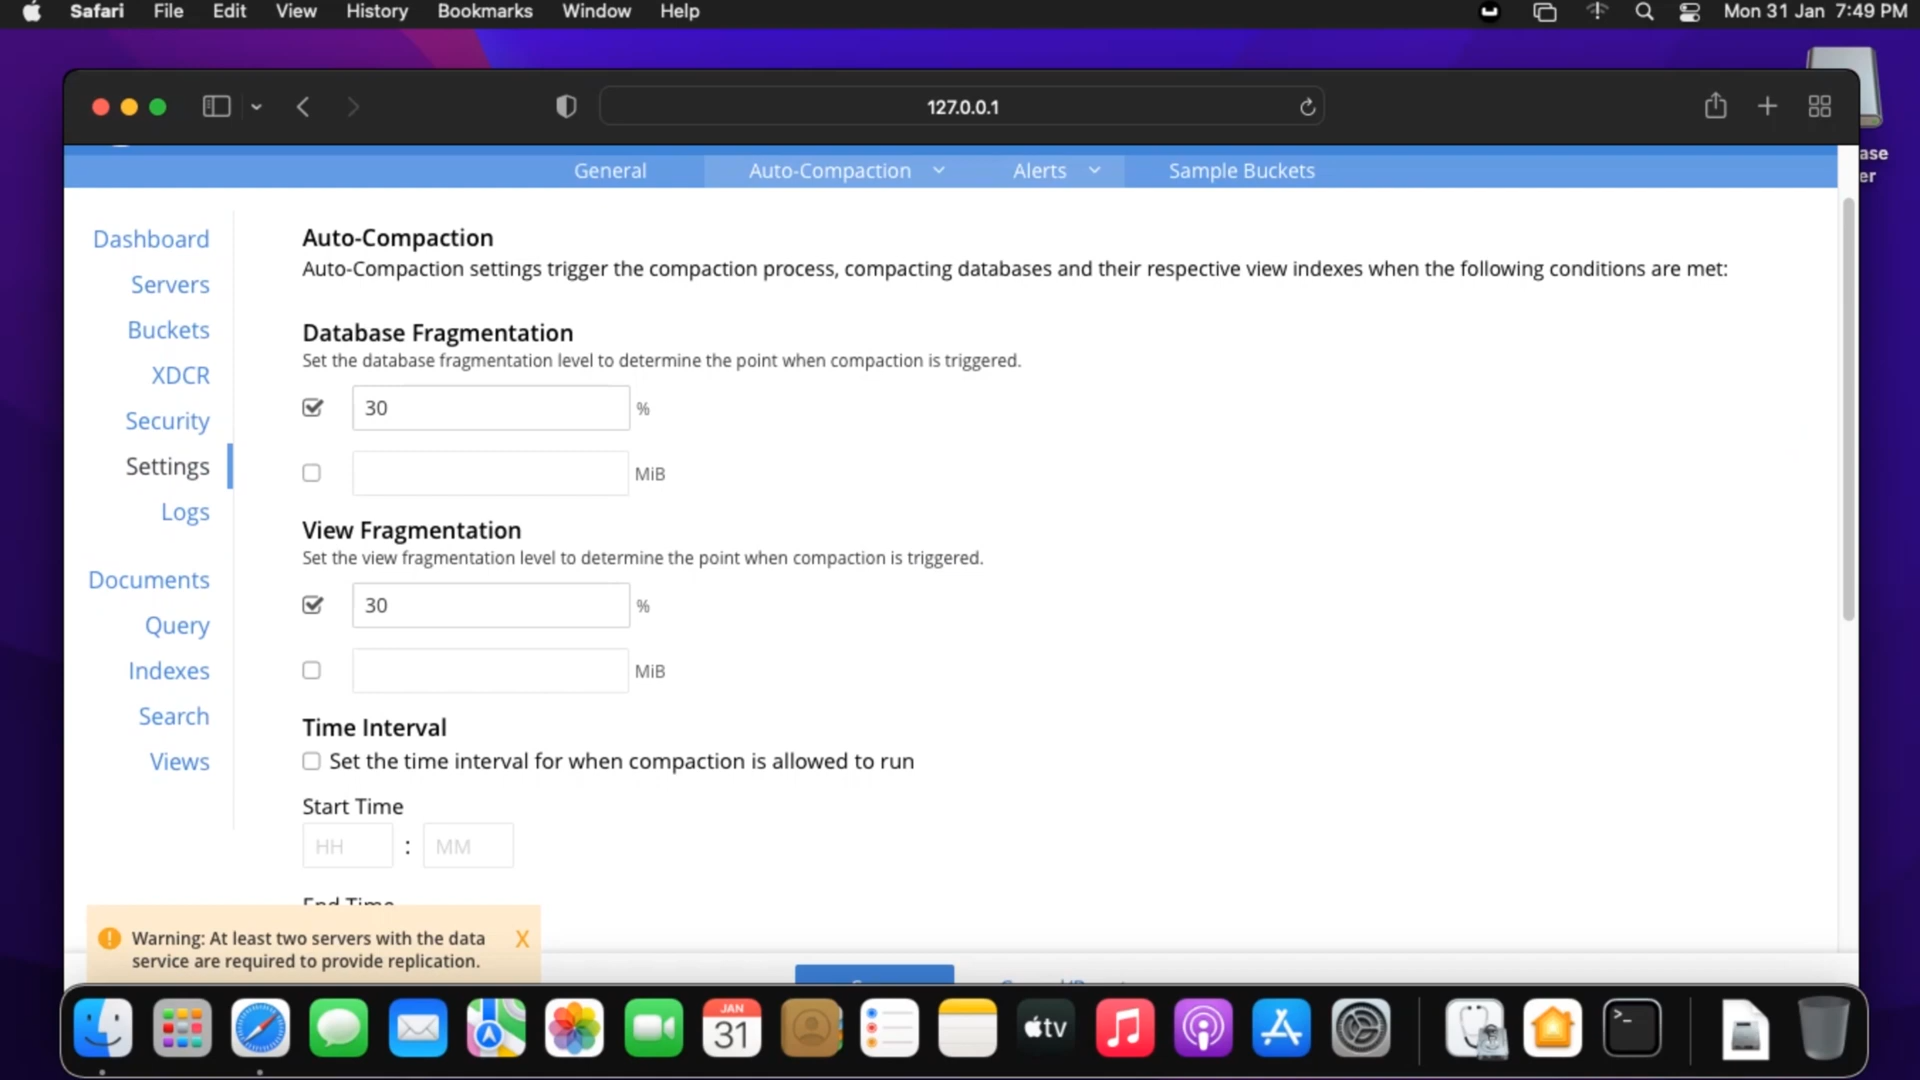 Safari File Edit View History Bookmarks Window Help Mon 31 Jan 7:49 PM
127.0.0.1
General Auto-Compaction Alerts Sample Buckets
Dashboard
Servers
Buckets
XDCR
Security
Settings
Logs
Documents
Query
Indexes
Search
Views
Auto-Compaction
Auto-Compaction settings trigger the compaction process, compacting databases and their respective view indexes when the following conditions are met:
Database Fragmentation
Set the database fragmentation level to determine the point when compaction is triggered.
30 %
MiB
View Fragmentation
Set the view fragmentation level to determine the point when compaction is triggered.
30 %
MiB
Time Interval
Set the time interval for when compaction is allowed to run
Start Time
HH : MM
End Time
Warning: At least two servers with the data X
service are required to provide replication.
ase
er
JAN
31
tv
>_